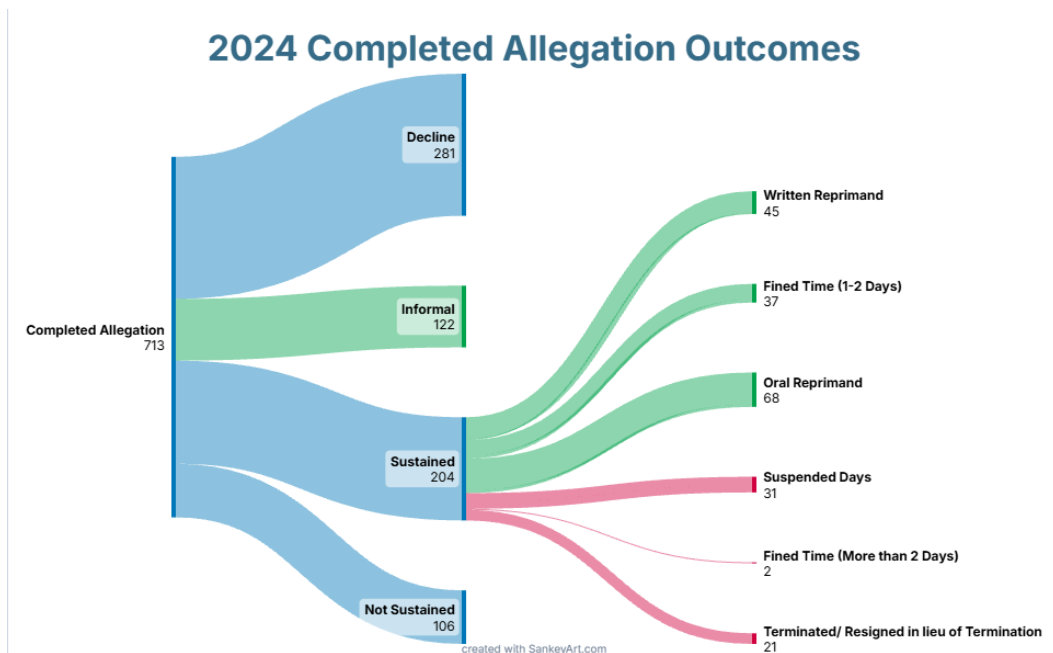 2024 Completed Allegation Outcomes
Decline
281
Written Reprimand
45
Fined Time (1-2 Days)
37
Informal
122
Completed Allegation
713
Oral Reprimand
68
Sustained
204
Suspended Days
31
Fined Time (More than 2 Days)
2
Not Sustained
106
Terminated/ Resigned in lieu of Termination
21
created with SankeyArt.com